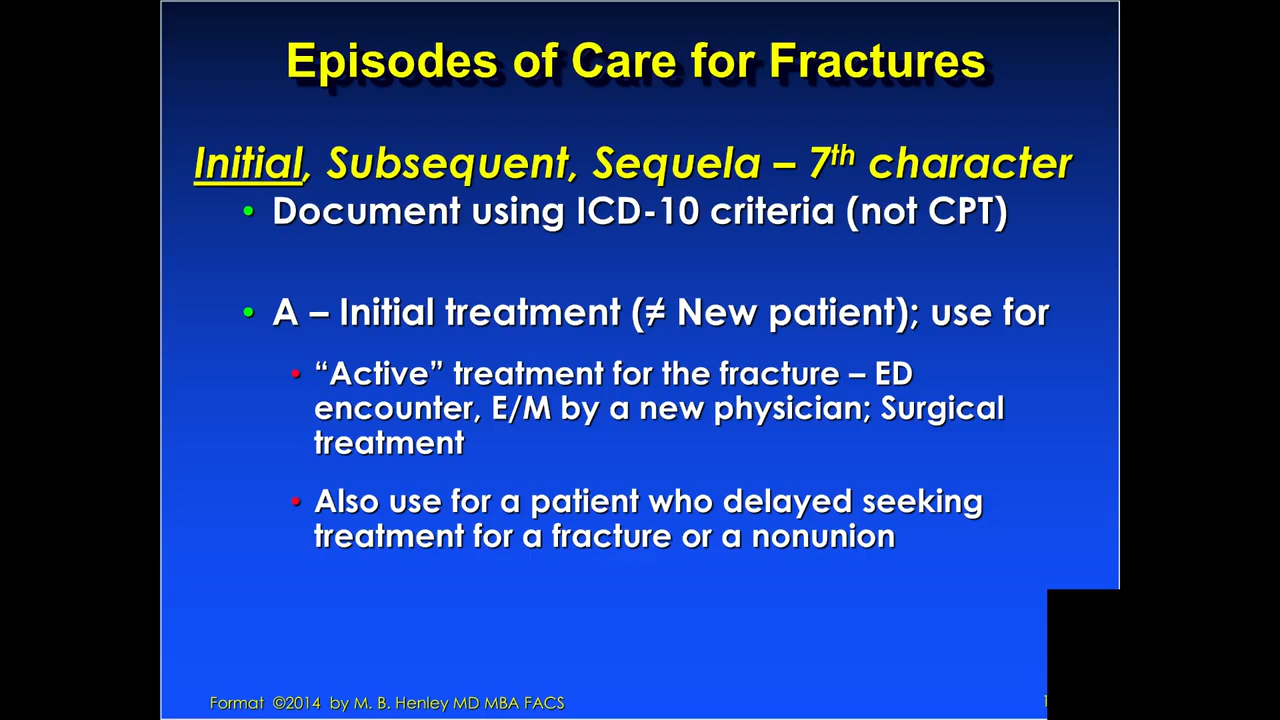 Episodes of Care for Fractures
Initial, Subsequent, Sequela – 7th character
• Document using ICD-10 criteria (not CPT)
• A – Initial treatment (≠ New patient); use for
• “Active” treatment for the fracture – ED
encounter, E/M by a new physician; Surgical
treatment
• Also use for a patient who delayed seeking
treatment for a fracture or a nonunion
Format ©2014 by M. B. Henley MD MBA FACS